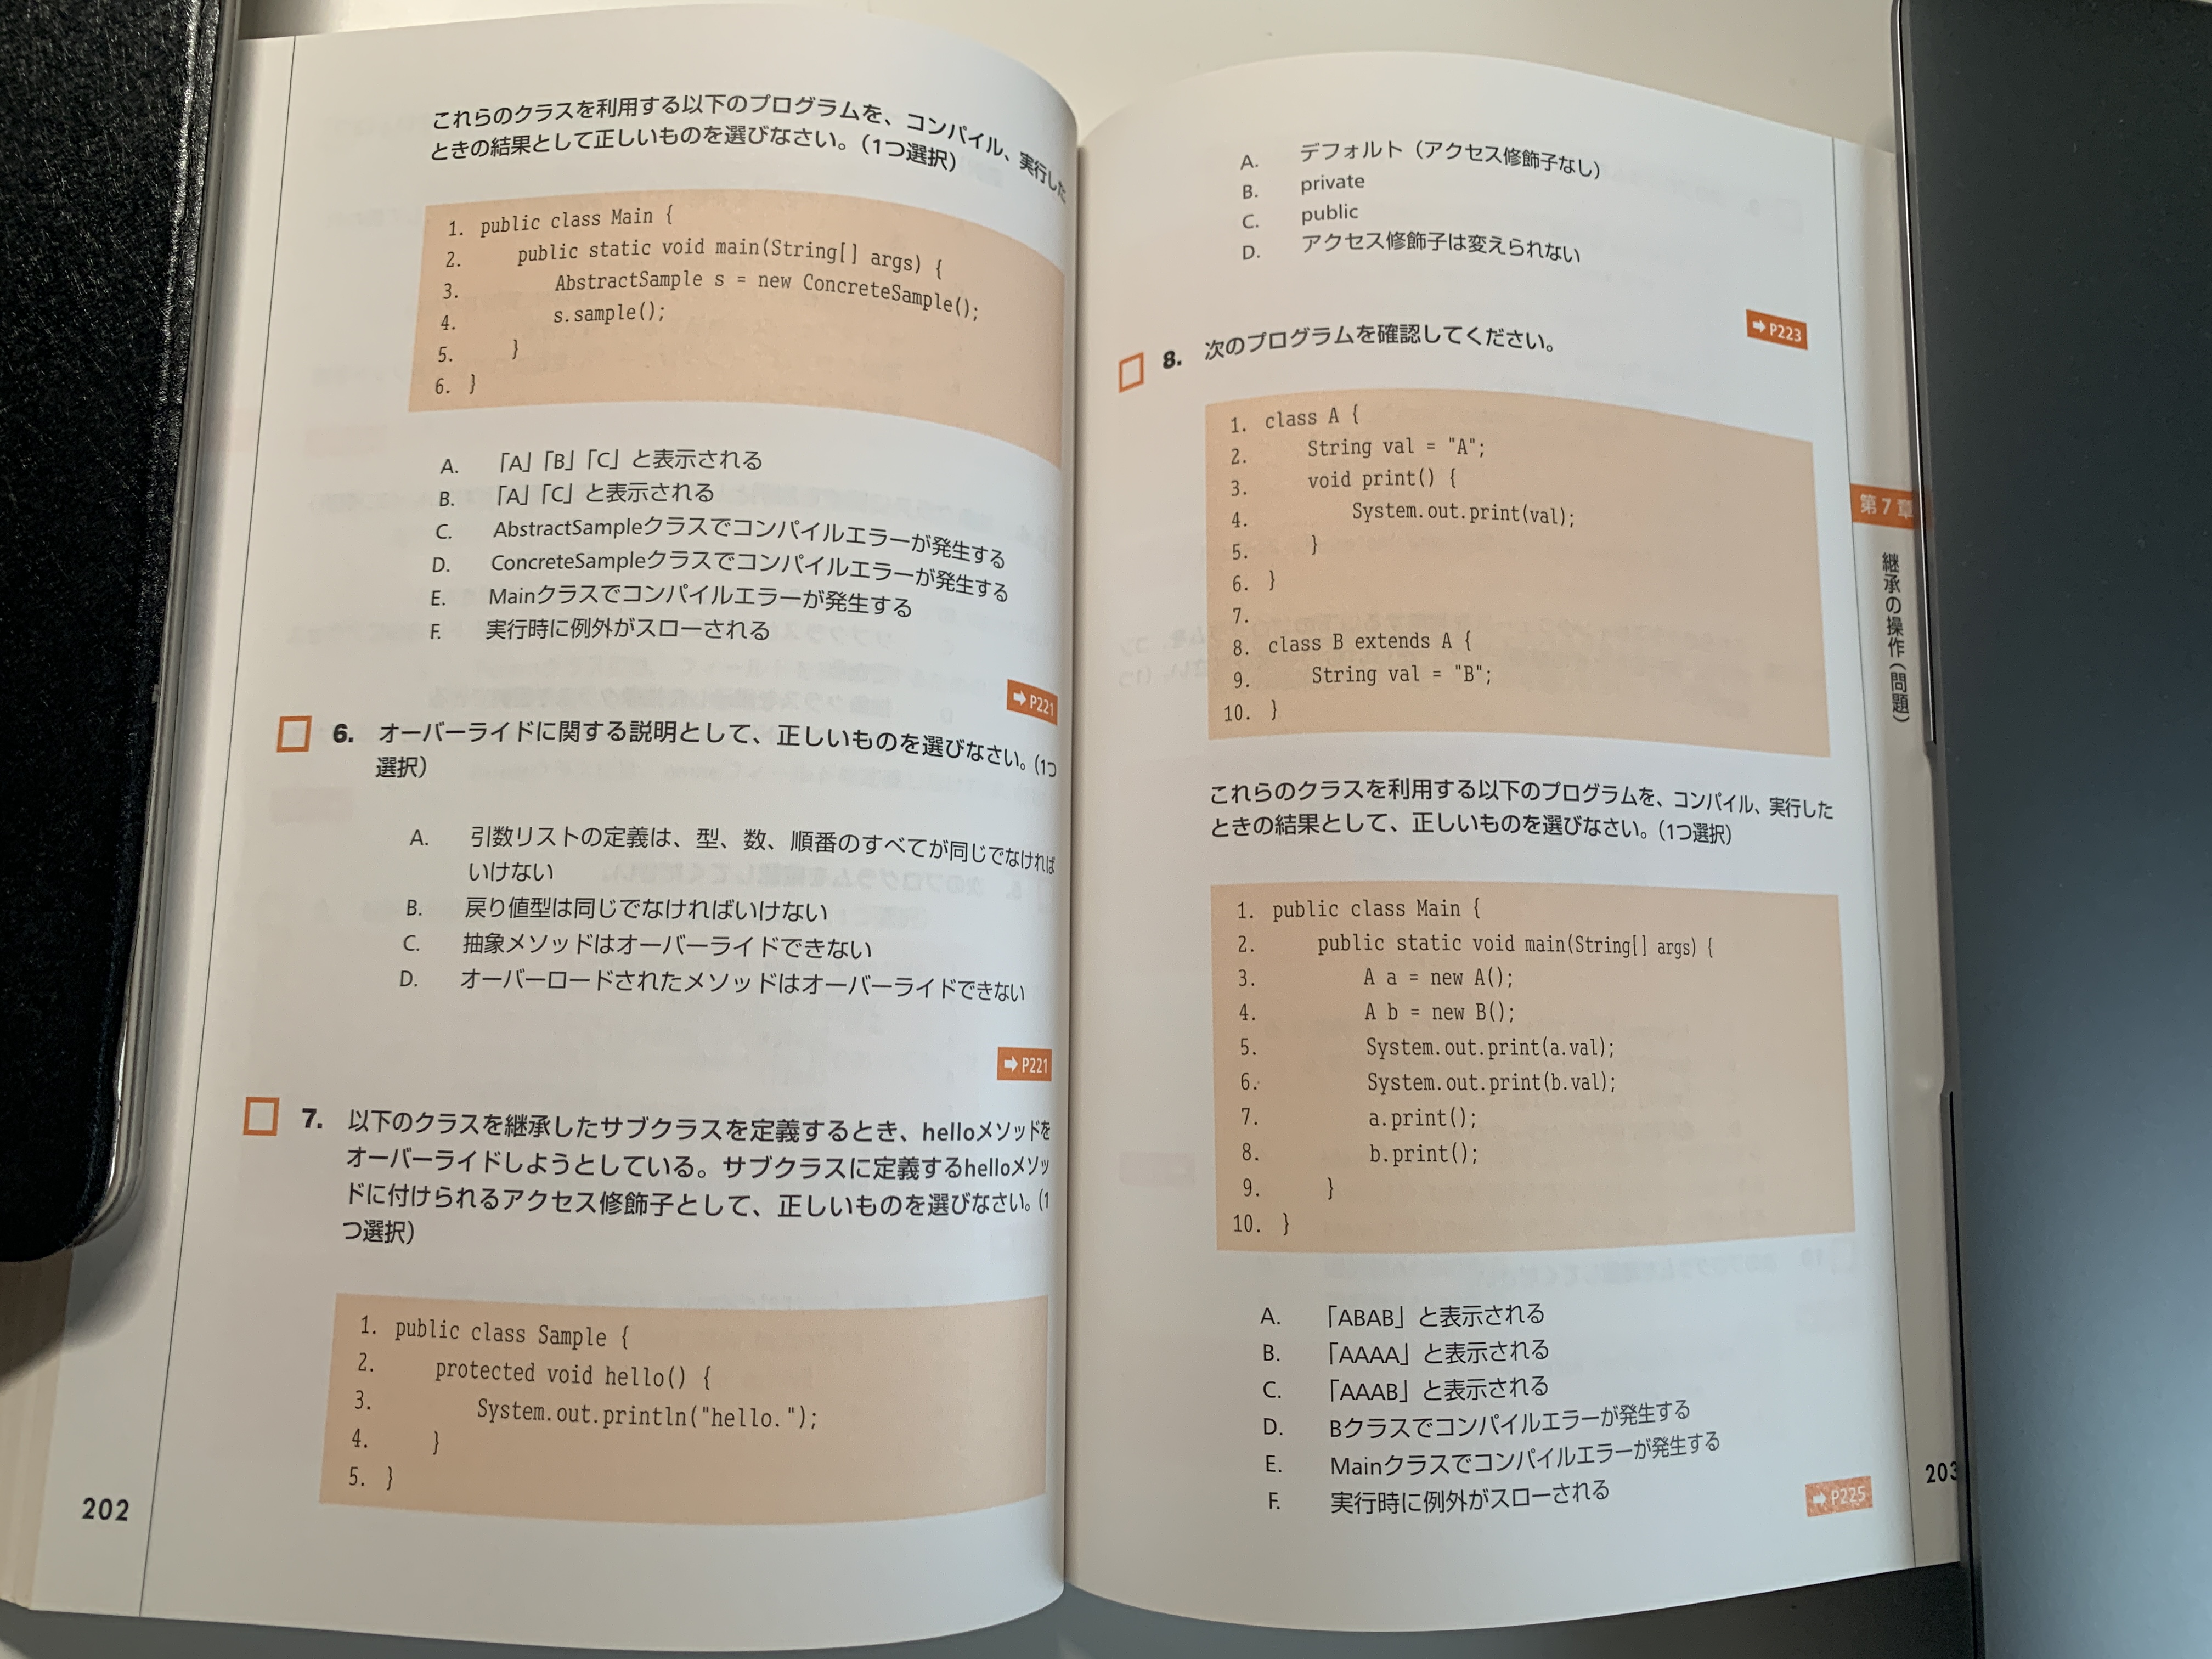 これらのクラスを利用する以下のプログラムを、コンパイル、実行した
ときの結果として正しいものを選びなさい。（1つ選択）
1. public class Main {
2. public static void main(String[] args) {
3. AbstractSample s = new ConcreteSample();
4. s.sample();
5. }
6. }
A. 「A」「B」「C」と表示される
B. 「A」「C」と表示される
C. AbstractSampleクラスでコンパイルエラーが発生する
D. ConcreteSampleクラスでコンパイルエラーが発生する
E. Mainクラスでコンパイルエラーが発生する
F. 実行時に例外がスローされる
➡P221
6. オーバーライドに関する説明として、正しいものを選びなさい。（1つ
選択）
A. 引数リストの定義は、型、数、順番のすべてが同じでなければ
いけない
B. 戻り値型は同じでなければいけない
C. 抽象メソッドはオーバーライドできない
D. オーバーロードされたメソッドはオーバーライドできない
➡P221
7. 以下のクラスを継承したサブクラスを定義するとき、helloメソッドを
オーバーライドしようとしている。サブクラスに定義するhelloメソッ
ドに付けられるアクセス修飾子として、正しいものを選びなさい。（1
つ選択）
1. public class Sample {
2. protected void hello() {
3. System.out.println("hello.");
4. }
5. }
202
A. デフォルト（アクセス修飾子なし）
B. private
C. public
D. アクセス修飾子は変えられない
➡P223
8. 次のプログラムを確認してください。
1. class A {
2. String val = "A";
3. void print() {
4. System.out.print(val);
5. }
6. }
7.
8. class B extends A {
9. String val = "B";
10. }
これらのクラスを利用する以下のプログラムを、コンパイル、実行した
ときの結果として、正しいものを選びなさい。（1つ選択）
1. public class Main {
2. public static void main(String[] args) {
3. A a = new A();
4. A b = new B();
5. System.out.print(a.val);
6. System.out.print(b.val);
7. a.print();
8. b.print();
9. }
10. }
A. 「ABAB」と表示される
B. 「AAAA」と表示される
C. 「AAAB」と表示される
D. Bクラスでコンパイルエラーが発生する
E. Mainクラスでコンパイルエラーが発生する
F. 実行時に例外がスローされる
➡P225
第7章
継承の操作（問題）
203